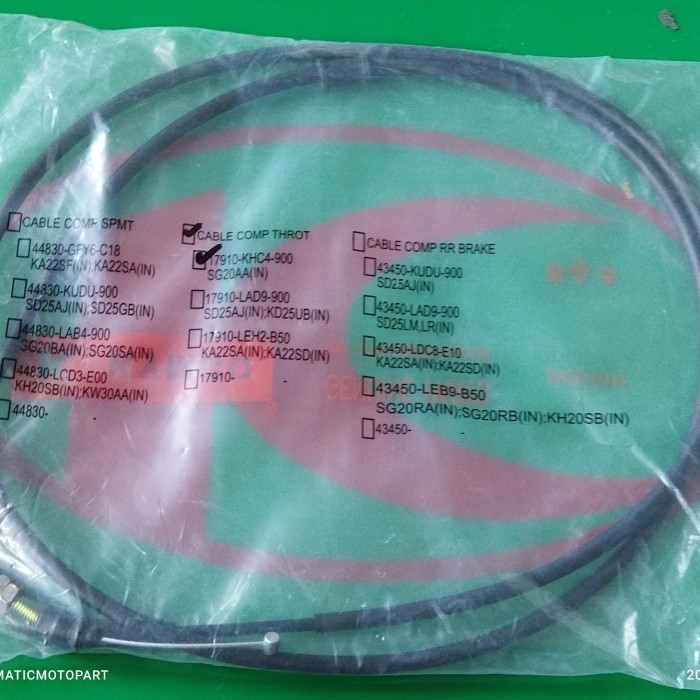 CABLE COMP SPMT
44830-GFY6-C18
KA22SF(IN);KA22SA(IN)
44830-KUDU-900
SD25AJ(IN);SD25GB(IN)
44830-LAB4-900
SG20BA(IN);SG20SA(IN)
44830-LCD3-E00
KH20SB(IN);KW30AA(IN)
44830- -
CABLE COMP THROT
17910-KHC4-900
SG20AA(IN)
17910-LAD9-900
SD25AJ(IN);KD25UB(IN)
17910-LEH2-B50
KA22SA(IN);KA22SD(IN)
17910- -
CABLE COMP RR BRAKE
43450-KUDU-900
SD25AJ(IN)
43450-LAD9-900
SD25LM,LR(IN)
43450-LDC8-E10
KA22SA(IN);KA22SD(IN)
43450-LEB9-B50
SG20RA(IN);SG20RB(IN);KH20SB(IN)
43450- -
MATICMOTOPART
20